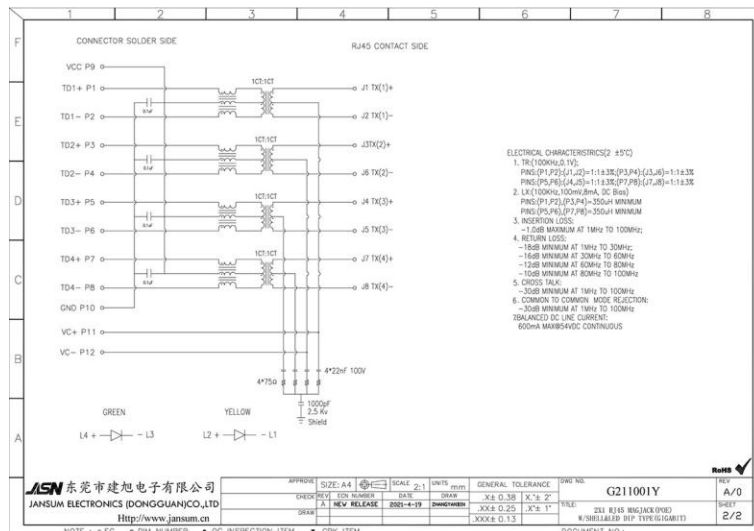 1 2 3 4 5 6 7 8
F
CONNECTOR SOLDER SIDE
RJ45 CONTACT SIDE
VCC P9
1CT:1CT
TD1+ P1
J1 TX(1)+
0.1uF
TD1- P2
J2 TX(1)-
E
1CT:1CT
TD2+ P3
J3TX(2)+
0.1uF
TD2- P4
J6 TX(2)-
D
1CT:1CT
TD3+ P5
J4 TX(3)+
0.1uF
TD3- P6
J5 TX(3)-
1CT:1CT
TD4+ P7
J7 TX(4)+
C
0.1uF
TD4- P8
J8 TX(4)-
GND P10
VC+ P11
B
VC- P12
4*22nF 100V
4*75Ω
1000pF
2.5 Kv
Shield
GREEN
YELLOW
A
L4 + - L3
L2 + - L1
ELECTRICAL CHARACTERISTICS(2 ±5℃)
1. TR:(100KHz,0.1V);
PINS:(P1,P2):(J1,J2)=1:1±3%;(P3,P4):(J3,J6)=1:1±3%
PINS:(P5,P6):(J4,J5)=1:1±3%;(P7,P8):(J7,J8)=1:1±3%
2. LX:(100KHz,100mV,8mA, DC Bias)
PINS:(P1,P2),(P3,P4)=350uH MINIMUM
PINS:(P5,P6),(P7,P8)=350uH MINIMUM
3. INSERTION LOSS:
-1.0dB MAXIMUM AT 1MHz TO 100MHz;
4. RETURN LOSS:
-18dB MINIMUM AT 1MHz TO 30MHz;
-16dB MINIMUM AT 30MHz TO 60MHz
-12dB MINIMUM AT 60MHz TO 80MHz
-10dB MINIMUM AT 80MHz TO 100MHz
5. CROSS TALK:
-30dB MINIMUM AT 1MHz TO 100MHz
6. COMMON TO COMMON MODE REJECTION:
-30dB MINIMUM AT 1MHz TO 100MHz
7BALANCED DC LINE CURRENT:
600mA MAX@54VDC CONTINUOUS
RoHS
JSN 东莞市建旭电子有限公司
JANSUM ELECTRONICS (DONGGUAN)CO.,LTD
Http://www.jansum.cn
APPROVE
CHECK
DRAW
SIZE: A4
SCALE 2:1
UNITS mm
REV ECN NUMBER DATE DRAW
A NEW RELEASE 2021-4-19
GENERAL TOLERANCE
.X± 0.38 X.°± 2°
.XX± 0.25 .X°± 1°
.XXX± 0.13
DWG NO.
G211001Y
TITLE:
2X1 RJ45 MAGJACK(POE)
W/SHIELDED DIP TYPE(GIGABIT)
REV
A/0
SHEET
2/2